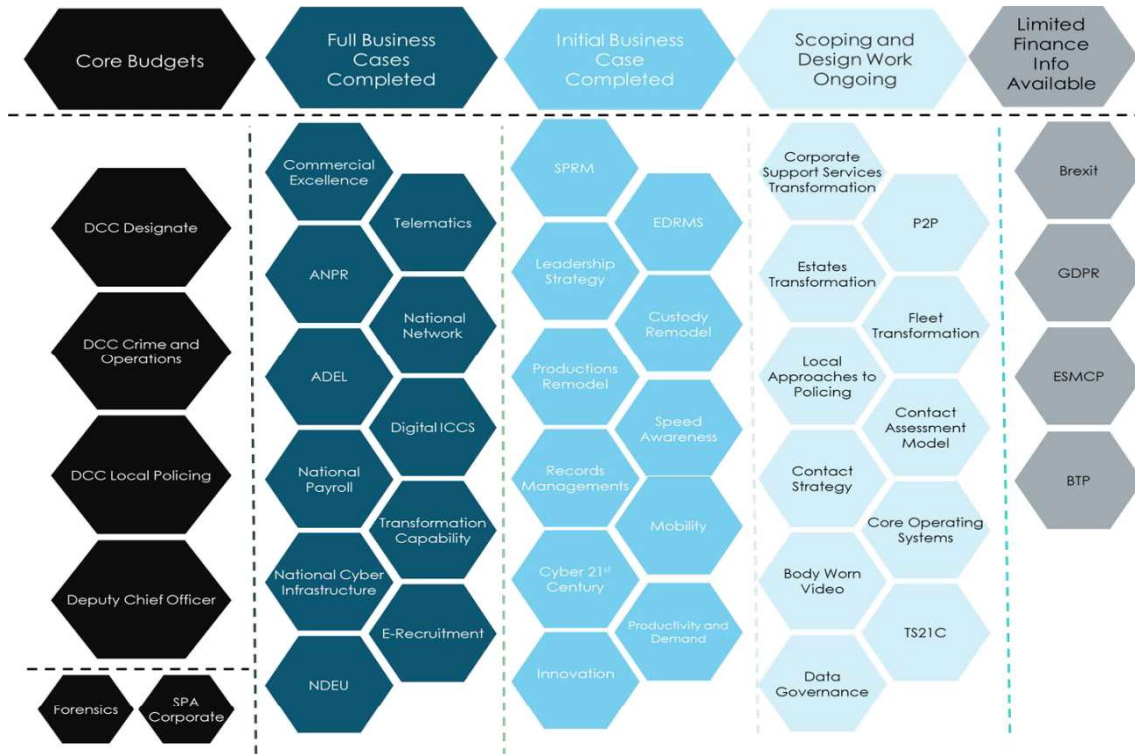 Core Budgets
Full Business
Cases
Completed
Initial Business
Case
Completed
Scoping and
Design Work
Ongoing
Limited
Finance
Info
Available
DCC Designate
DCC Crime and
Operations
DCC Local Policing
Deputy Chief Officer
Forensics
SPA
Corporate
Commercial
Excellence
Telematics
ANPR
National
Network
ADEL
Digital ICCS
National
Payroll
Transformation
Capability
National Cyber
Infrastructure
E-Recruitment
NDEU
SPRM
EDRMS
Leadership
Strategy
Custody
Remodel
Productions
Remodel
Speed
Awareness
Records
Managements
Mobility
Cyber 21st
Century
Productivity and
Demand
Innovation
Corporate
Support Services
Transformation
P2P
Estates
Transformation
Fleet
Transformation
Local
Approaches to
Policing
Contact
Assessment
Model
Contact
Strategy
Core Operating
Systems
Body Worn
Video
TS21C
Data
Governance
Brexit
GDPR
ESMCP
BTP